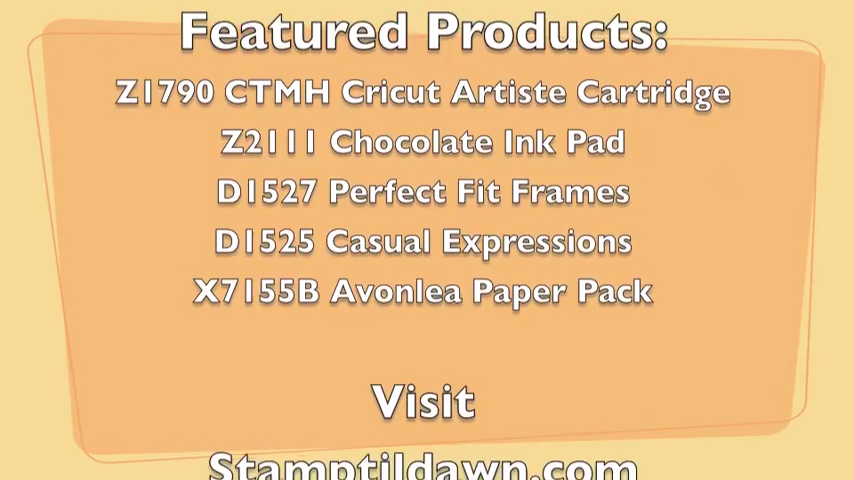 Featured Products:
Z1790 CTMH Cricut Artiste Cartridge
Z2111 Chocolate Ink Pad
D1527 Perfect Fit Frames
D1525 Casual Expressions
X7155B Avonlea Paper Pack
Visit
Stamptildawn.com